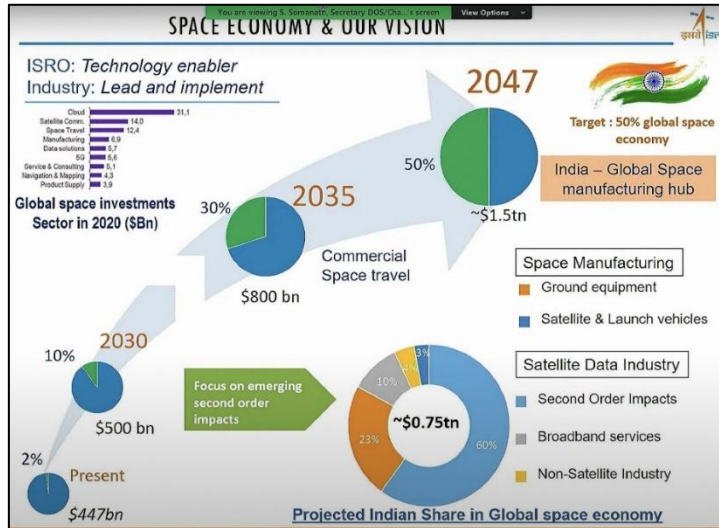 You are viewing S. Somanath, Secretary DOS/Cha...'s screen
View Options
SPACE ECONOMY & OUR VISION
इसरो isro
ISRO: Technology enabler
Industry: Lead and implement
Cloud 31,1
Satellite Comm. 14,0
Space Travel 12,4
Manufacturing 6,9
Data solutions 5,7
5G 5,6
Service & Consulting 5,1
Navigation & Mapping 4,3
Product Supply 3,9
Global space investments
Sector in 2020 ($Bn)
2047
50%
~$1.5tn
Target : 50% global space
economy
India – Global Space
manufacturing hub
2035
30%
$800 bn
Commercial
Space travel
2030
10%
$500 bn
2%
Present
$447bn
Focus on emerging
second order
impacts
~$0.75tn
60%
23%
10%
4%
3%
Space Manufacturing
Ground equipment
Satellite & Launch vehicles
Satellite Data Industry
Second Order Impacts
Broadband services
Non-Satellite Industry
Projected Indian Share in Global space economy